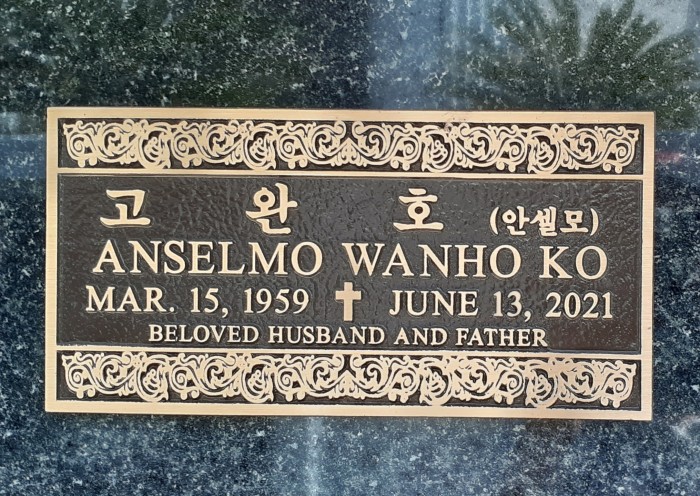 고 완 호 (안셀모)
ANSELMO WANHO KO
MAR. 15, 1959 JUNE 13, 2021
BELOVED HUSBAND AND FATHER